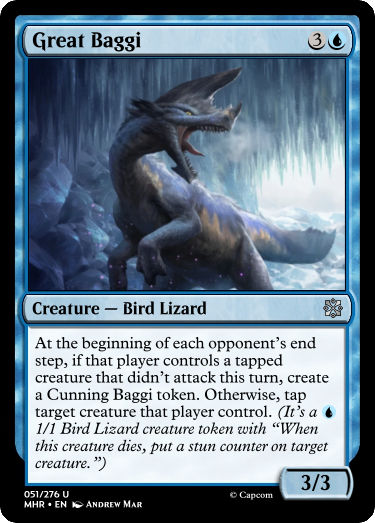 Great Baggi 3
Creature — Bird Lizard
At the beginning of each opponent's end
step, if that player controls a tapped
creature that didn't attack this turn, create
a Cunning Baggi token. Otherwise, tap
target creature that player control. (It's a
1/1 Bird Lizard creature token with “When
this creature dies, put a stun counter on target
creature.”)
3/3
051/276 U
MHR • EN Andrew Mar
© Capcom